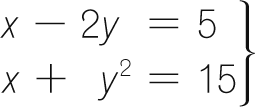 x − 2y = 5
x + y² = 15